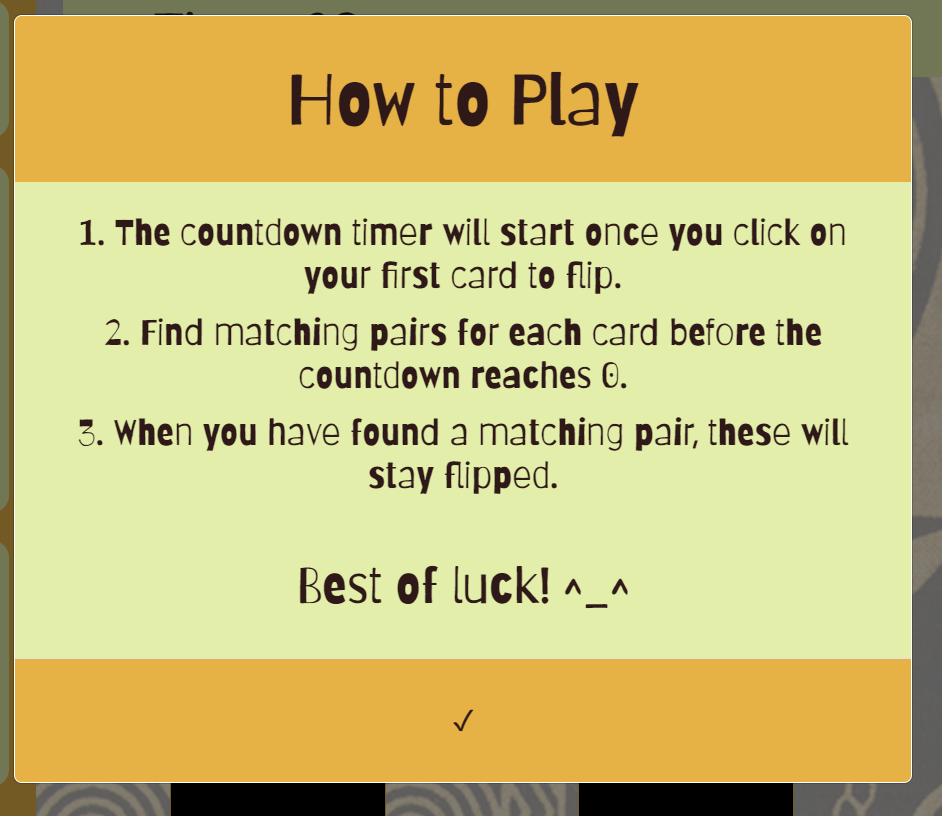 How to Play
1. The countdown timer will start once you click on
your first card to flip.
2. Find matching pairs for each card before the
countdown reaches 0.
3. When you have found a matching pair, these will
stay flipped.
Best of luck! ^_^
✓